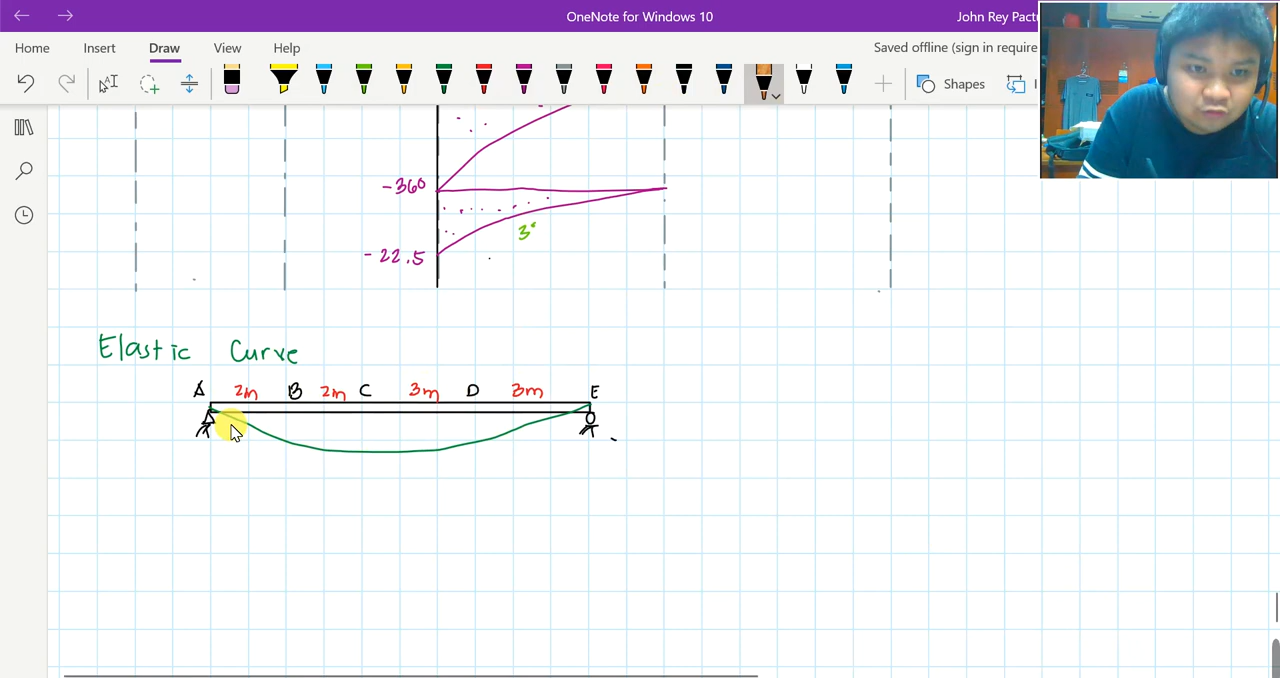 OneNote for Windows 10
John Rey Pactu
Home Insert Draw View Help
Saved offline (sign in require
Shapes
-360
3°
-22.5
Elastic Curve
A 2m B 2m C 3m D 3m E